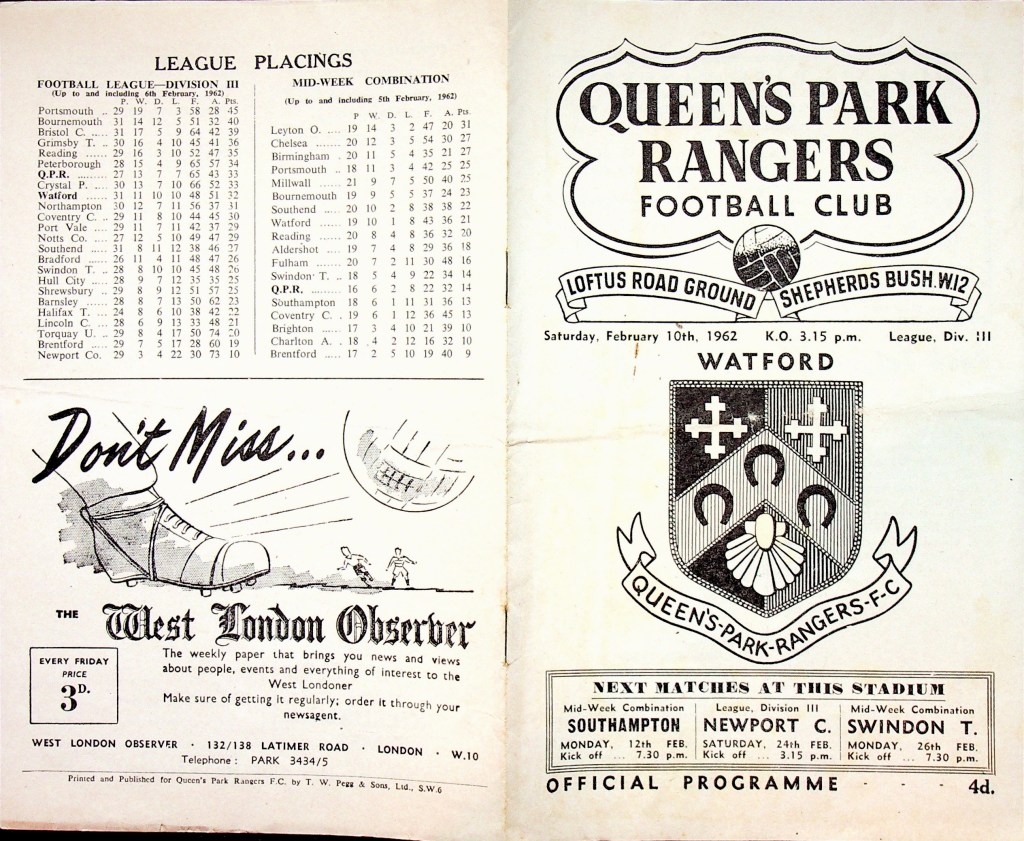 LEAGUE PLACINGS
FOOTBALL LEAGUE—DIVISION III
(Up to and including 6th February, 1962)
P. W. D. L. F. A. Pts.
Portsmouth .. 29 19 7 3 58 28 45
Bournemouth 31 14 12 5 51 32 40
Bristol C. ..... 31 17 5 9 64 42 39
Grimsby T. .. 30 16 4 10 45 41 36
Reading ...... 29 16 3 10 52 47 35
Peterborough 28 15 4 9 65 57 34
Q.P.R. ...... 27 13 7 7 65 43 33
Crystal P. .... 30 13 7 10 66 52 33
Watford ...... 31 11 10 10 48 51 32
Northampton 30 12 7 11 56 37 31
Coventry C. .. 29 11 8 10 44 45 30
Port Vale .... 29 11 7 11 42 37 29
Notts Co. .... 27 12 5 10 49 47 29
Southend .... 31 8 11 12 38 46 27
Bradford ..... 26 11 4 11 48 47 26
Swindon T. .. 28 8 10 10 45 48 26
Hull City ..... 28 9 7 12 35 35 25
Shrewsbury .. 29 8 9 12 51 57 25
Barnsley .... 28 8 7 13 50 62 23
Halifax T. .... 24 8 6 10 38 42 22
Lincoln C. ... 28 6 9 13 33 48 21
Torquay U. .. 29 8 4 17 50 74 20
Brentford .... 29 7 5 17 28 60 19
Newport Co. 29 3 4 22 30 73 10
MID-WEEK COMBINATION
(Up to and including 5th February, 1962)
P W. D. L. F. A. Pts
Leyton O. .... 19 14 3 2 47 20 31
Chelsea ...... 20 12 3 5 54 30 27
Birmingham . 20 11 5 4 35 21 27
Portsmouth .. 18 11 3 4 42 25 25
Millwall ...... 21 9 7 5 50 40 25
Bournemouth 19 9 5 5 37 24 23
Southend .... 20 10 2 8 38 38 22
Watford ..... 19 10 1 8 43 36 21
Reading ..... 20 8 4 8 36 32 20
Aldershot .... 19 7 4 8 29 36 18
Fulham ...... 20 7 2 11 30 48 16
Swindon T. .. 18 5 4 9 22 34 14
Q.P.R. ...... 16 6 2 8 22 32 14
Southampton 18 6 1 11 31 36 13
Coventry C. . 19 6 1 12 36 45 13
Brighton ..... 17 3 4 10 21 39 10
Charlton A. .. 18 4 2 12 16 32 10
Brentford .... 17 2 5 10 19 40 9
Don't Miss...
THE West London Observer
EVERY FRIDAY
PRICE
3D.
The weekly paper that brings you news and views
about people, events and everything of interest to the
West Londoner
Make sure of getting it regularly; order it through your
newsagent.
WEST LONDON OBSERVER · 132/138 LATIMER ROAD · LONDON · W.10
Telephone: PARK 3434/5
Printed and Published for Queen's Park Rangers F.C. by T. W. Pegg & Sons, Ltd., S.W.6
QUEEN'S PARK
RANGERS
FOOTBALL CLUB
LOFTUS ROAD GROUND SHEPHERDS BUSH. W.12
Saturday, February 10th, 1962 K.O. 3.15 p.m. League, Div. III
WATFORD
QUEEN'S-PARK-RANGERS-F-C
NEXT MATCHES AT THIS STADIUM
Mid-Week Combination
SOUTHAMPTON
MONDAY, 12th FEB.
Kick off ... 7.30 p.m.
League, Division III
NEWPORT C.
SATURDAY, 24th FEB.
Kick off ... 3.15 p.m.
Mid-Week Combination
SWINDON T.
MONDAY, 26th FEB.
Kick off ... 7.30 p.m.
OFFICIAL PROGRAMME - - - 4d.